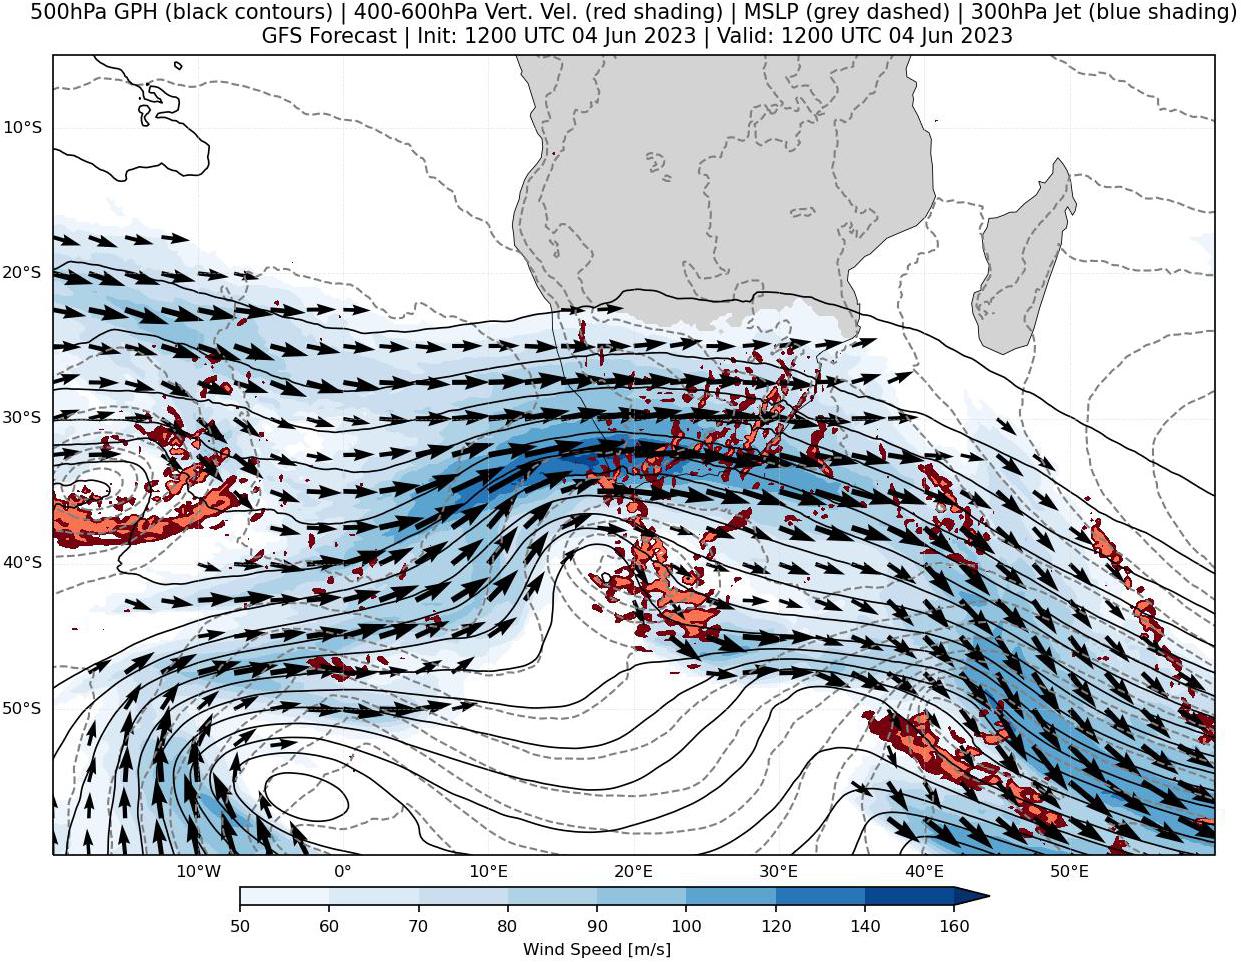 500hPa GPH (black contours) | 400-600hPa Vert. Vel. (red shading) | MSLP (grey dashed) | 300hPa Jet (blue shading)
GFS Forecast | Init: 1200 UTC 04 Jun 2023 | Valid: 1200 UTC 04 Jun 2023
10°S
20°S
30°S
40°S
50°S
10°W 0° 10°E 20°E 30°E 40°E 50°E
50 60 70 80 90 100 120 140 160
Wind Speed [m/s]